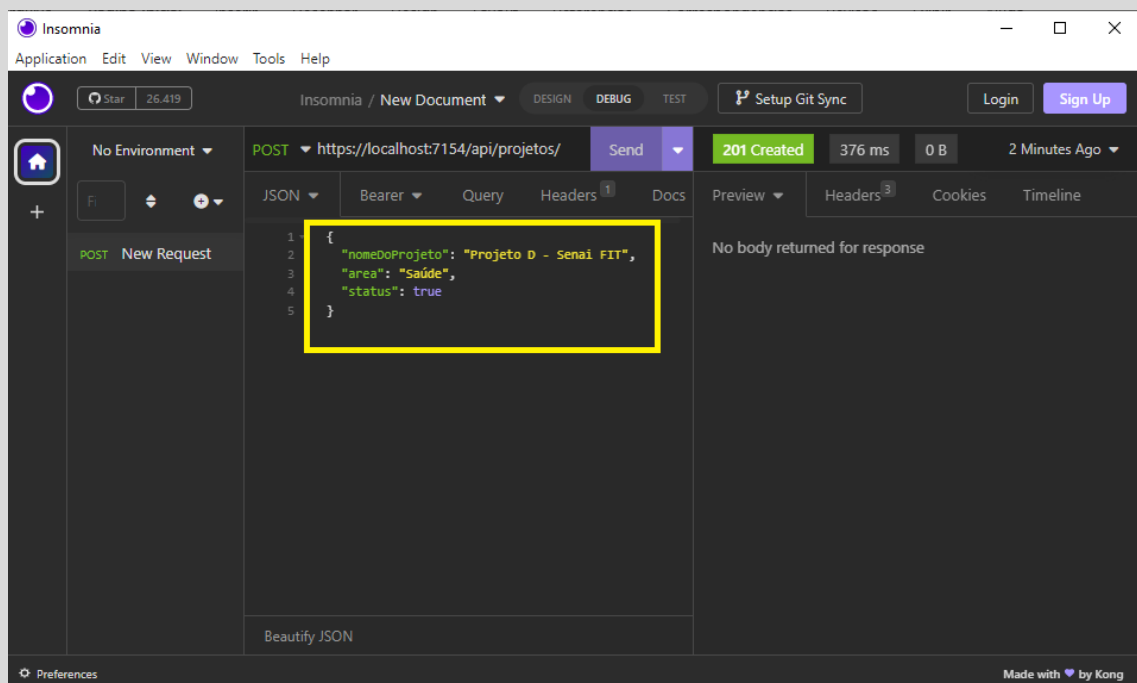 Insomnia
Application Edit View Window Tools Help
Star 26.419 Insomnia / New Document DESIGN DEBUG TEST Setup Git Sync Login Sign Up
No Environment POST https://localhost:7154/api/projetos/ Send 201 Created 376 ms 0 B 2 Minutes Ago
Fi JSON Bearer Query Headers 1 Docs Preview Headers 3 Cookies Timeline
POST New Request
1 {
2 "nomeDoProjeto": "Projeto D - Senai FIT",
3 "area": "Saúde",
4 "status": true
5 }
No body returned for response
Beautify JSON
Preferences Made with by Kong